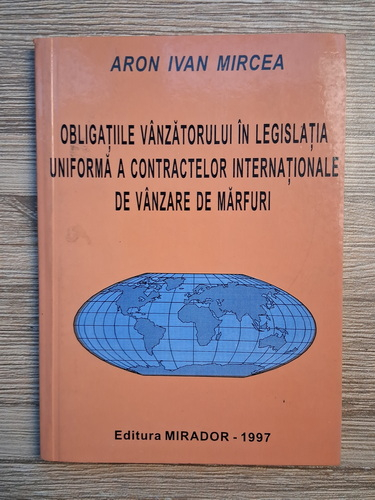 ARON IVAN MIRCEA
OBLIGAȚIILE VÂNZĂTORULUI ÎN LEGISLAȚIA
UNIFORMĂ A CONTRACTELOR INTERNAȚIONALE
DE VÂNZARE DE MĂRFURI
Editura MIRADOR - 1997